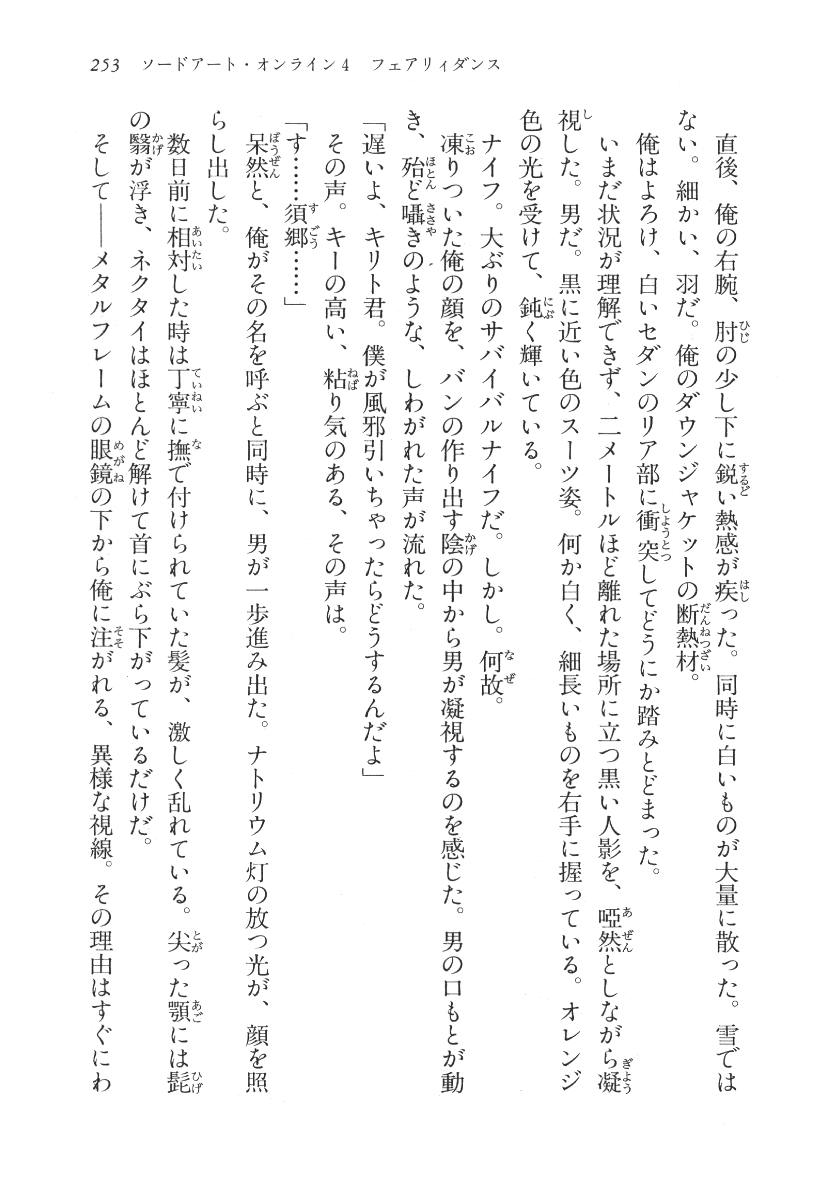 253　ソードアート・オンライン4　フェアリィダンス
直後、俺の右腕、肘の少し下に鋭い熱感が疾った。同時に白いものが大量に散った。雪では
ない。細かい、羽だ。俺のダウンジャケットの断熱材。
俺はよろけ、白いセダンのリア部に衝突してどうにか踏みとどまった。
いまだ状況が理解できず、二メートルほど離れた場所に立つ黒い人影を、啞然としながら凝
視した。男だ。黒に近い色のスーツ姿。何か白く、細長いものを右手に握っている。オレンジ
色の光を受けて、鈍く輝いている。
ナイフ。大ぶりのサバイバルナイフだ。しかし。何故。
凍りついた俺の顔を、バンの作り出す陰の中から男が凝視するのを感じた。男の口もとが動
き、殆ど囁きのような、しわがれた声が流れた。
「遅いよ、キリト君。僕が風邪引いちゃったらどうするんだよ」
その声。キーの高い、粘り気のある、その声は。
「す……須郷……」
呆然と、俺がその名を呼ぶと同時に、男が一歩進み出た。ナトリウム灯の放つ光が、顔を照
らし出した。
数日前に相対した時は丁寧に撫で付けられていた髪が、激しく乱れている。尖った顎には髭
の翳が浮き、ネクタイはほとんど解けて首にぶら下がっているだけだ。
そして――メタルフレームの眼鏡の下から俺に注がれる、異様な視線。その理由はすぐにわ